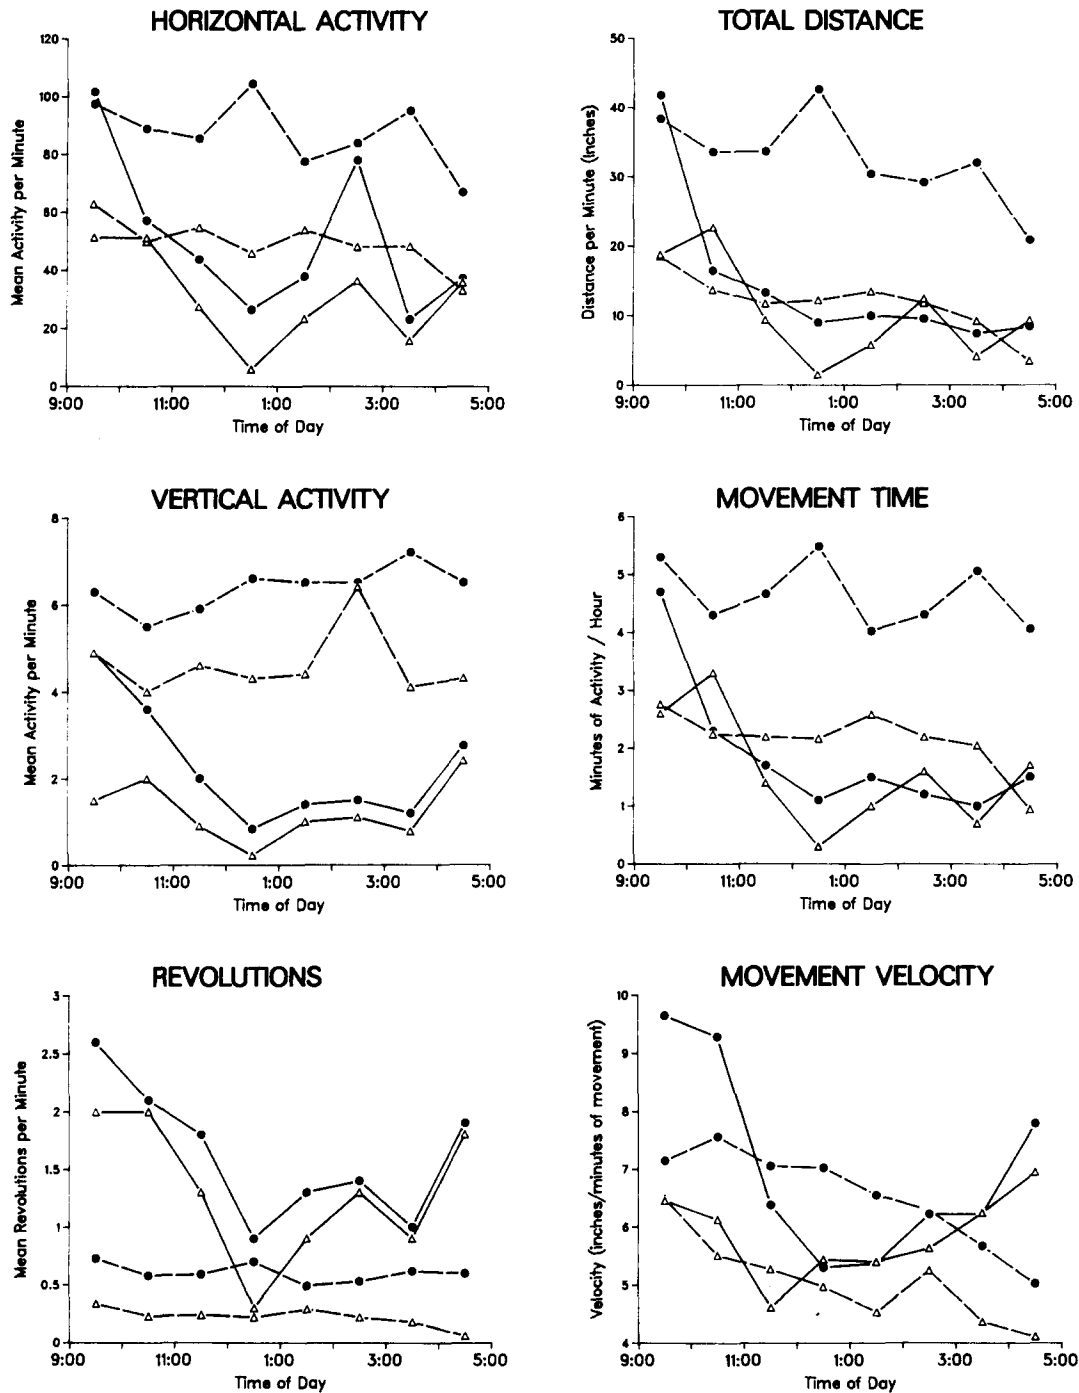 HORIZONTAL ACTIVITY
Mean Activity per Minute
120
100
80
60
40
20
0
9:00 11:00 1:00 3:00 5:00
Time of Day
TOTAL DISTANCE
Distance per Minute (Inches)
50
40
30
20
10
0
9:00 11:00 1:00 3:00 5:00
Time of Day
VERTICAL ACTIVITY
Mean Activity per Minute
8
6
4
2
0
9:00 11:00 1:00 3:00 5:00
Time of Day
MOVEMENT TIME
Minutes of Activity / Hour
6
5
4
3
2
1
0
9:00 11:00 1:00 3:00 5:00
Time of Day
REVOLUTIONS
Mean Revolutions per Minute
3
2.5
2
1.5
1
0.5
0
9:00 11:00 1:00 3:00 5:00
Time of Day
MOVEMENT VELOCITY
Velocity (inches/minutes of movement)
10
9
8
7
6
5
4
9:00 11:00 1:00 3:00 5:00
Time of Day